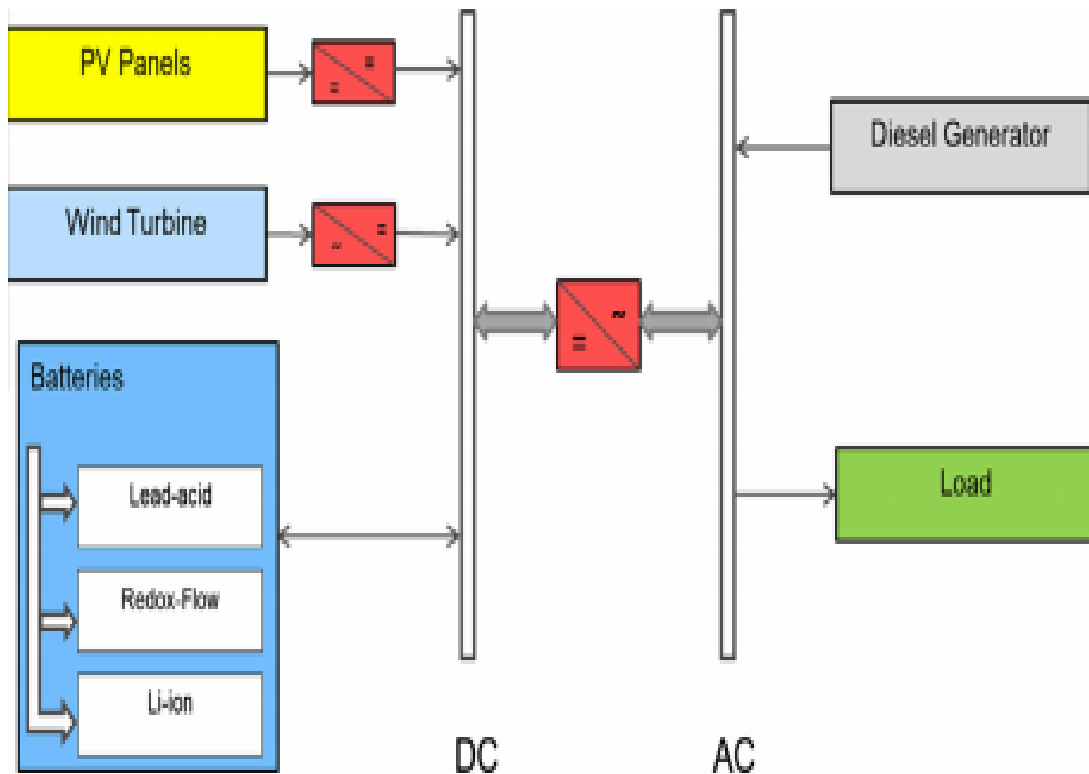 PV Panels
=
=
Diesel Generator
Wind Turbine
~
=
~
=
Batteries
Lead-acid
Load
Redox-Flow
Li-ion
DC
AC